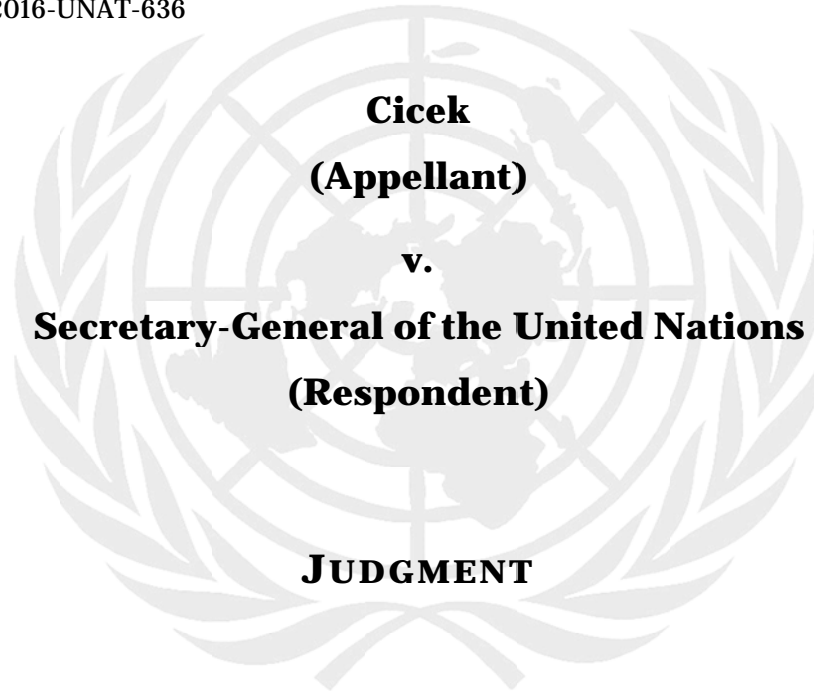 2016-UNAT-636
Cicek
(Appellant)
v.
Secretary-General of the United Nations
(Respondent)
JUDGMENT